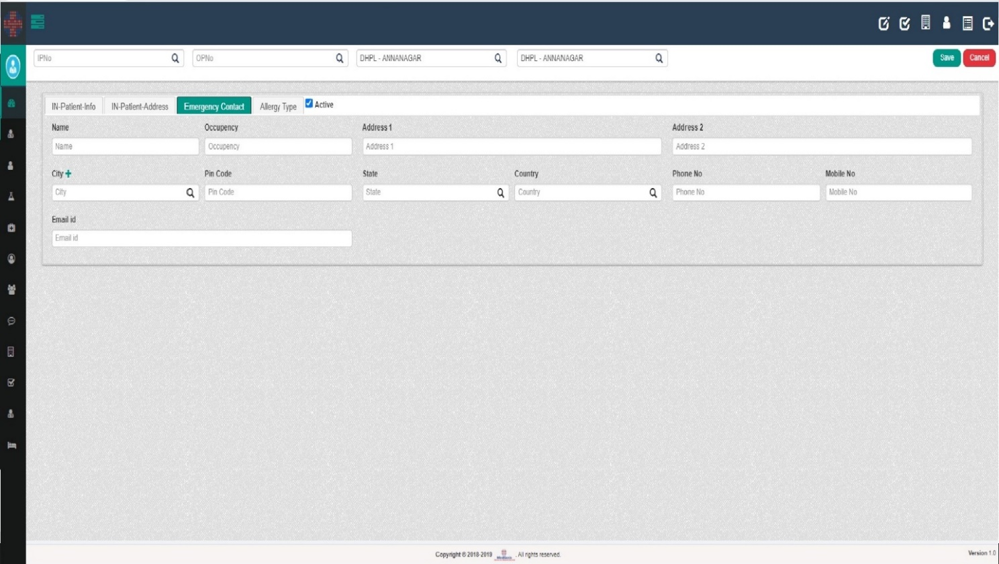 IPNo OPNo DHPL - ANNANAGAR DHPL - ANNANAGAR Save Cancel
IN-Patient-Info IN-Patient-Address Emergency Contact Allergy Type Active
Name Occupency Address 1 Address 2
Name Occupency Address 1 Address 2
City Pin Code State Country Phone No Mobile No
City Pin Code State Country Phone No Mobile No
Email id
Email id
Copyright © 2018-2019 . All rights reserved. Version 1.0